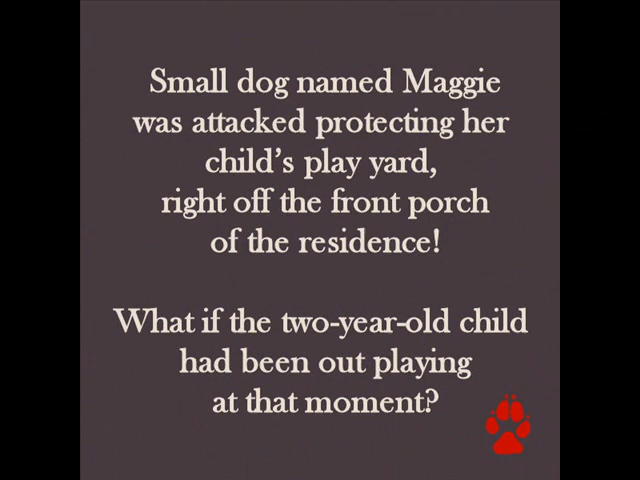 Small dog named Maggie
was attacked protecting her
child's play yard,
right off the front porch
of the residence!
What if the two-year-old child
had been out playing
at that moment?